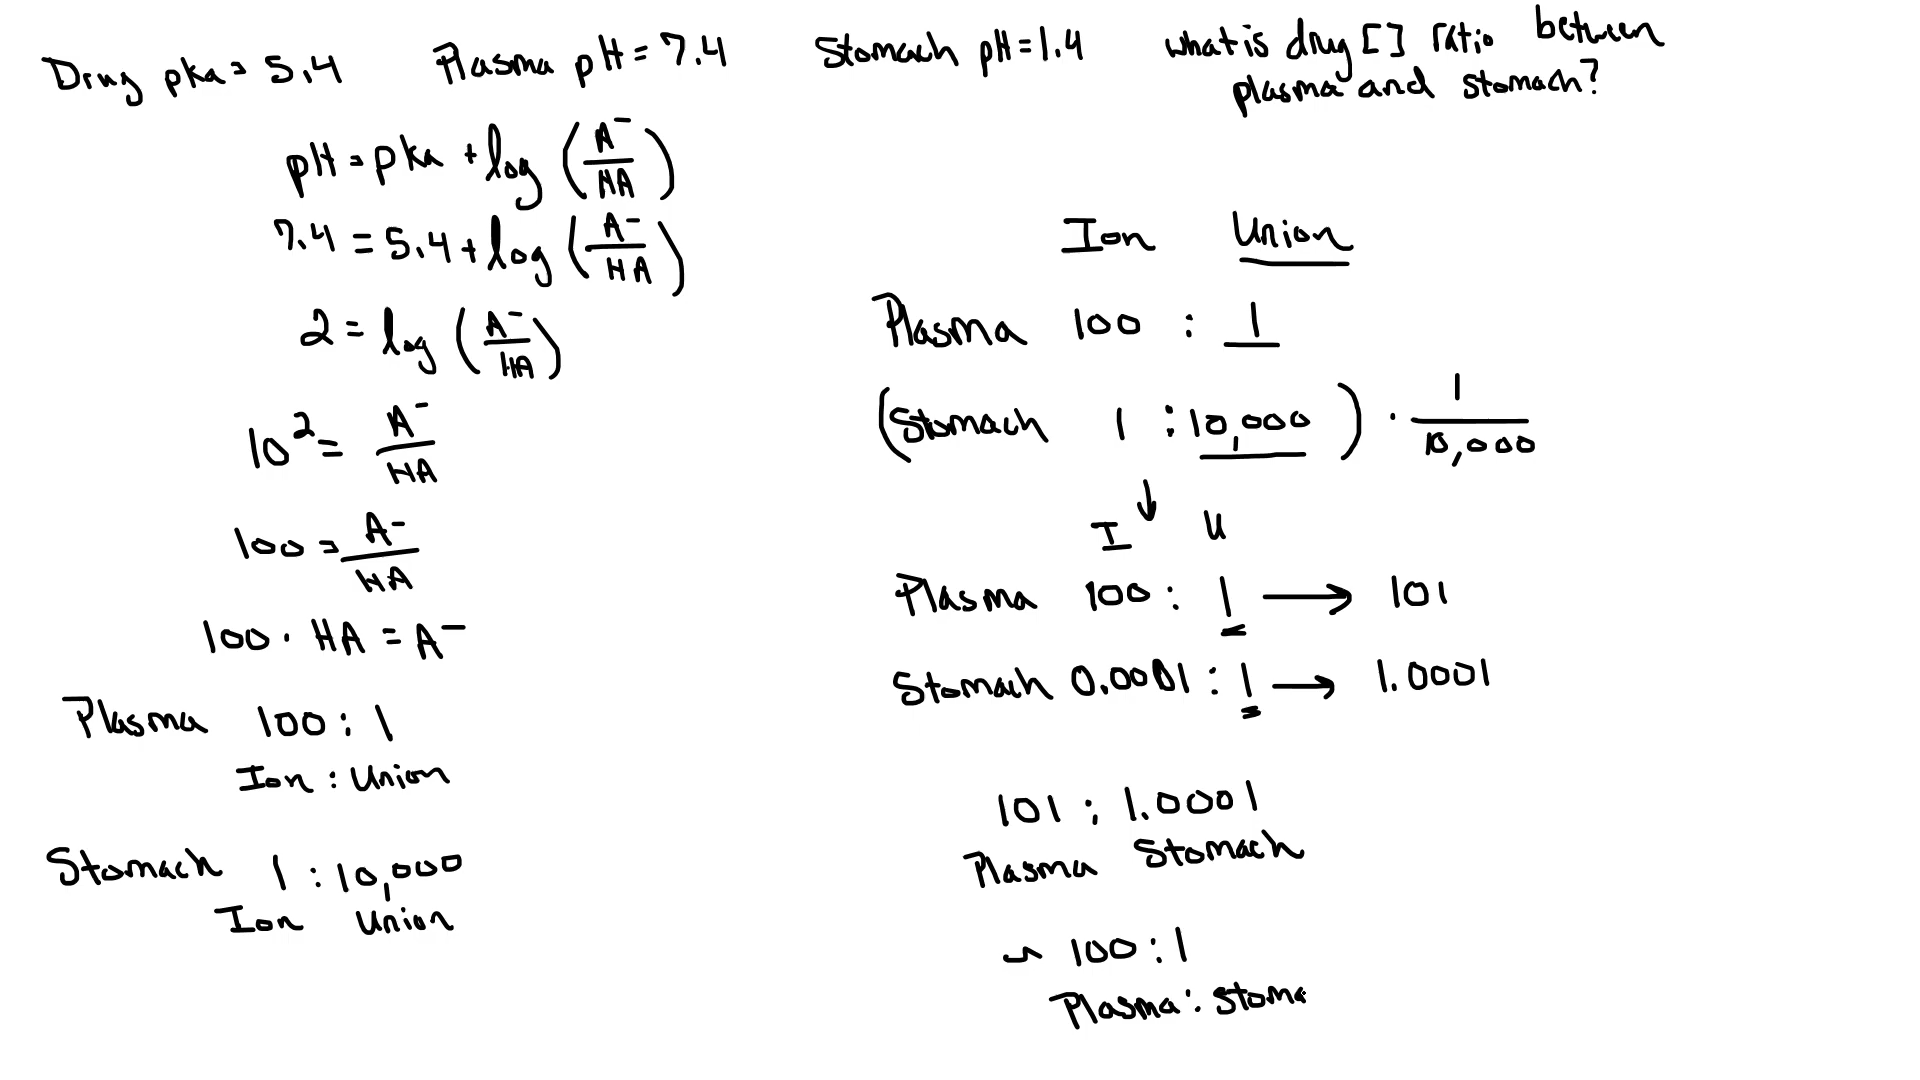 Drug pka = 5.4 Plasma pH = 7.4 Stomach pH = 1.4 what is drug [ ] ratio between
plasma and stomach?
pH = pka + log (A⁻/HA)
7.4 = 5.4 + log (A⁻/HA)
2 = log (A⁻/HA)
10² = A⁻/HA
100 = A⁻/HA
100 · HA = A⁻
Plasma 100 : 1
Ion : Union
Stomach 1 : 10,000
Ion Union
Ion Union
Plasma 100 : 1
(Stomach 1 : 10,000) · 1/10,000
↓
I U
Plasma 100 : 1 → 101
Stomach 0.0001 : 1 → 1.0001
101 : 1.0001
Plasma Stomach
~ 100 : 1
Plasma : Stoma